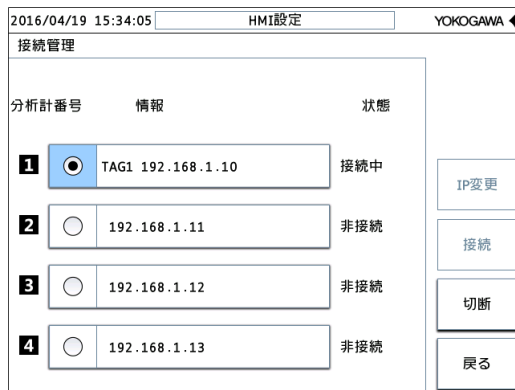 2016/04/19 15:34:05 HMI設定 YOKOGAWA
接続管理
分析計番号 情報 状態
1 TAG1 192.168.1.10 接続中
IP変更
2 192.168.1.11 非接続
接続
3 192.168.1.12 非接続
切断
4 192.168.1.13 非接続
戻る